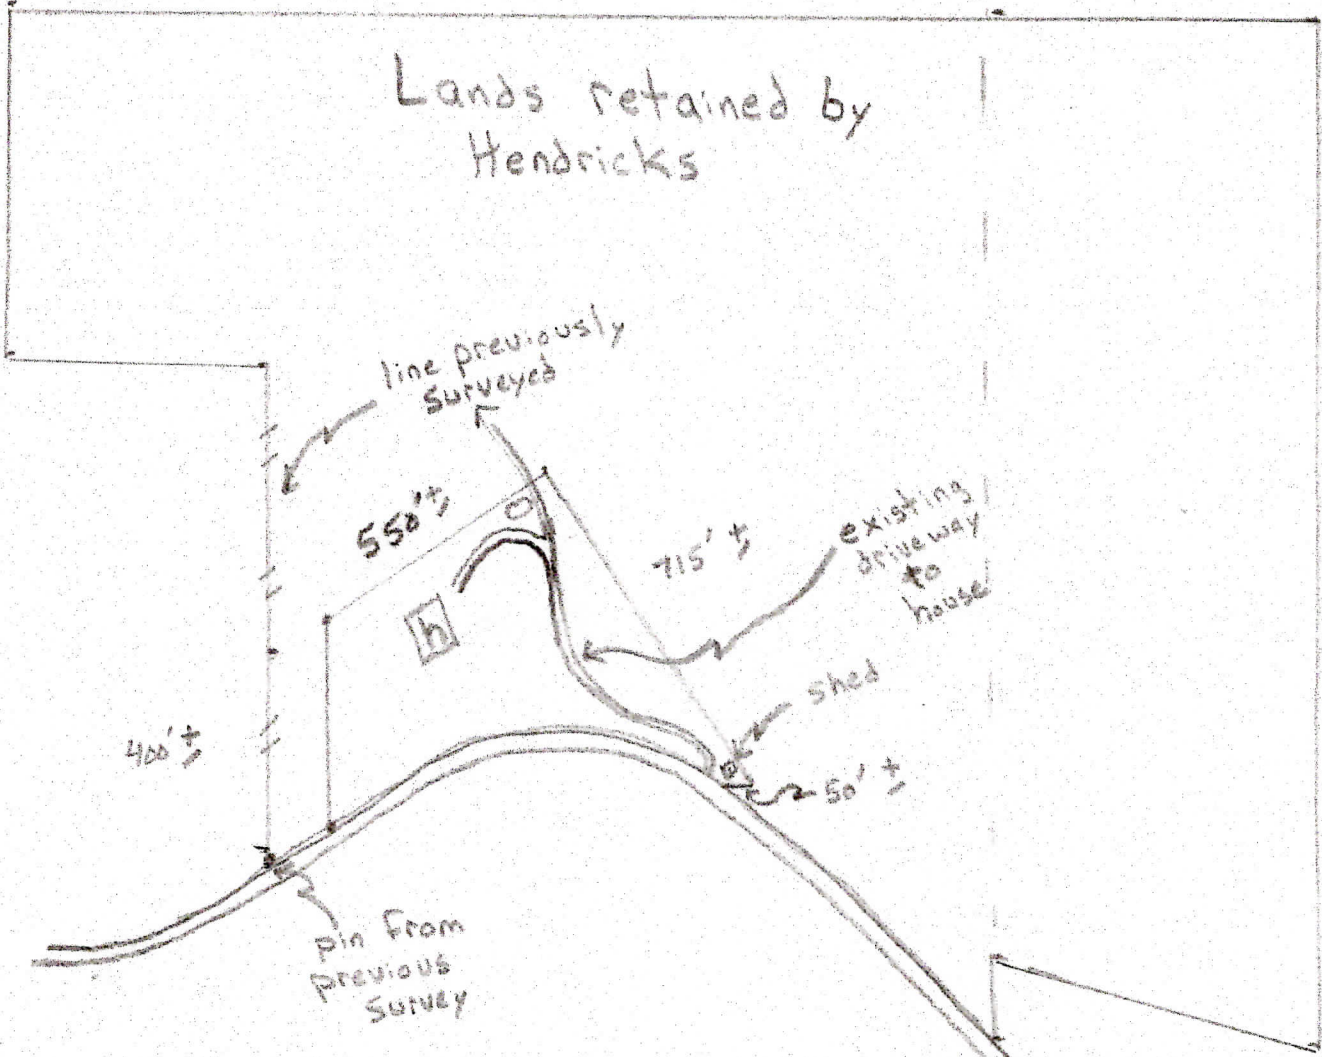 Lands retained by
Hendricks
line previously
surveyed
550'±
715'±
existing
driveway
to
house
h
shed
400'±
50'±
pin From
previous
Survey